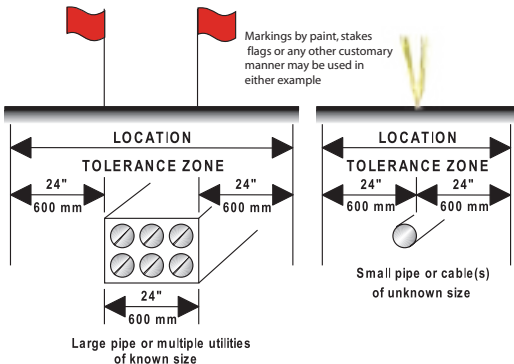 Markings by paint, stakes
flags or any other customary
manner may be used in
either example
LOCATION
TOLERANCE ZONE
24"
600 mm
24"
600 mm
24"
600 mm
Large pipe or multiple utilities
of known size
LOCATION
TOLERANCE ZONE
24"
600 mm
24"
600 mm
Small pipe or cable(s)
of unknown size